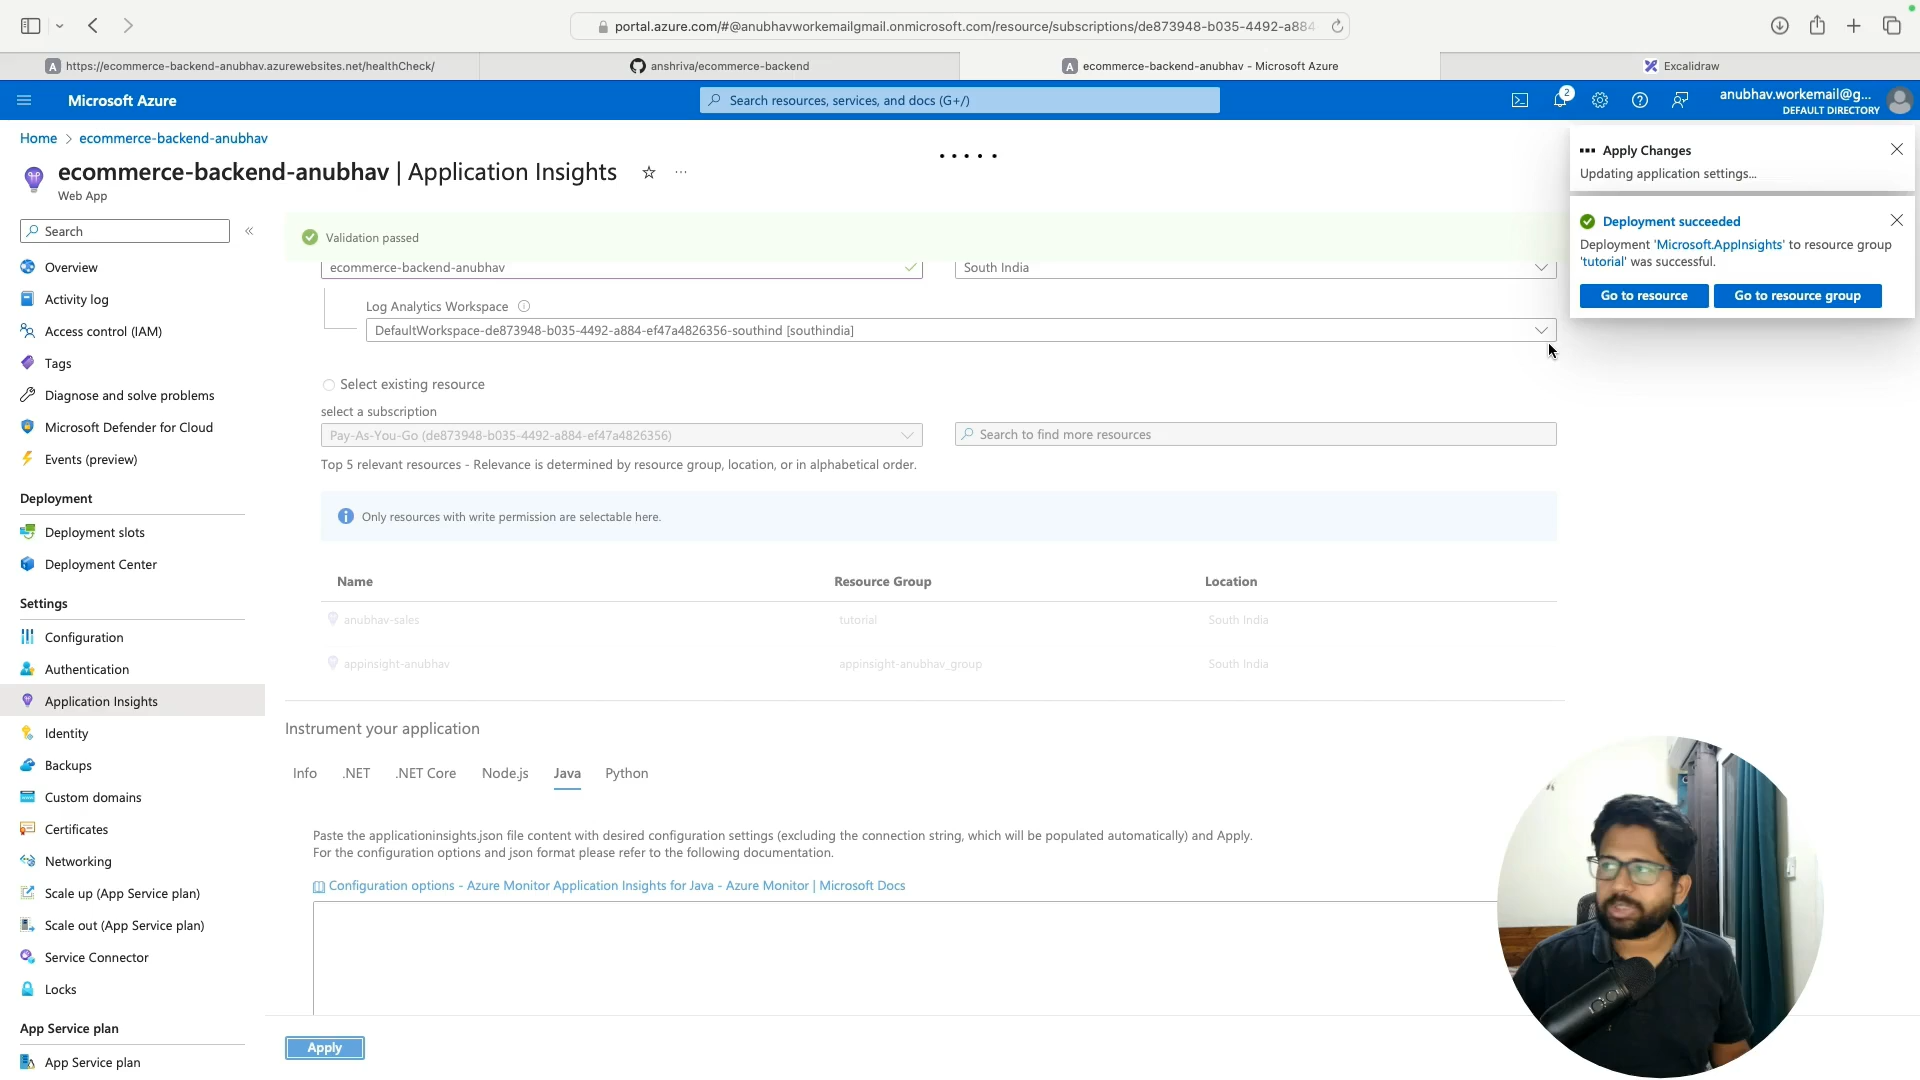 portal.azure.com/#@anubhavworkemailgmail.onmicrosoft.com/resource/subscriptions/de873948-b035-4492-a884
https://ecommerce-backend-anubhav.azurewebsites.net/healthCheck/
anshriva/ecommerce-backend
ecommerce-backend-anubhav - Microsoft Azure
Excalidraw
Microsoft Azure
Search resources, services, and docs (G+/)
2
anubhav.workemail@g...
DEFAULT DIRECTORY
Home > ecommerce-backend-anubhav
ecommerce-backend-anubhav | Application Insights
Web App
Apply Changes
Updating application settings...
Deployment succeeded
Deployment 'Microsoft.AppInsights' to resource group
'tutorial' was successful.
Go to resource
Go to resource group
Search
Overview
Activity log
Access control (IAM)
Tags
Diagnose and solve problems
Microsoft Defender for Cloud
Events (preview)
Deployment
Deployment slots
Deployment Center
Settings
Configuration
Authentication
Application Insights
Identity
Backups
Custom domains
Certificates
Networking
Scale up (App Service plan)
Scale out (App Service plan)
Service Connector
Locks
App Service plan
App Service plan
Validation passed
ecommerce-backend-anubhav
South India
Log Analytics Workspace
DefaultWorkspace-de873948-b035-4492-a884-ef47a4826356-southind [southindia]
Select existing resource
select a subscription
Pay-As-You-Go (de873948-b035-4492-a884-ef47a4826356)
Search to find more resources
Top 5 relevant resources - Relevance is determined by resource group, location, or in alphabetical order.
Only resources with write permission are selectable here.
Name Resource Group Location
anubhav-sales tutorial South India
appinsight-anubhav appinsight-anubhav_group South India
Instrument your application
Info .NET .NET Core Node.js Java Python
Paste the applicationinsights.json file content with desired configuration settings (excluding the connection string, which will be populated automatically) and Apply.
For the configuration options and json format please refer to the following documentation.
Configuration options - Azure Monitor Application Insights for Java - Azure Monitor | Microsoft Docs
Apply